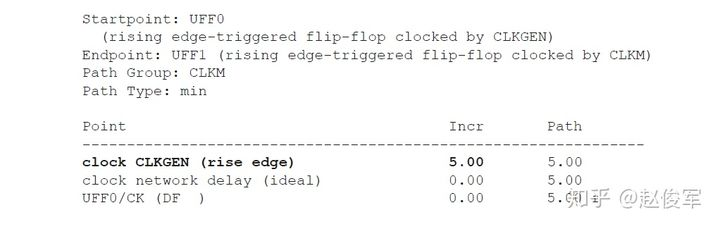 Startpoint: UFF0
(rising edge-triggered flip-flop clocked by CLKGEN)
Endpoint: UFF1 (rising edge-triggered flip-flop clocked by CLKM)
Path Group: CLKM
Path Type: min
Point Incr Path
---------------------------------------------------------------
clock CLKGEN (rise edge) 5.00 5.00
clock network delay (ideal) 0.00 5.00
UFF0/CK (DF ) 0.00 5.00 r
知乎 @赵俊军